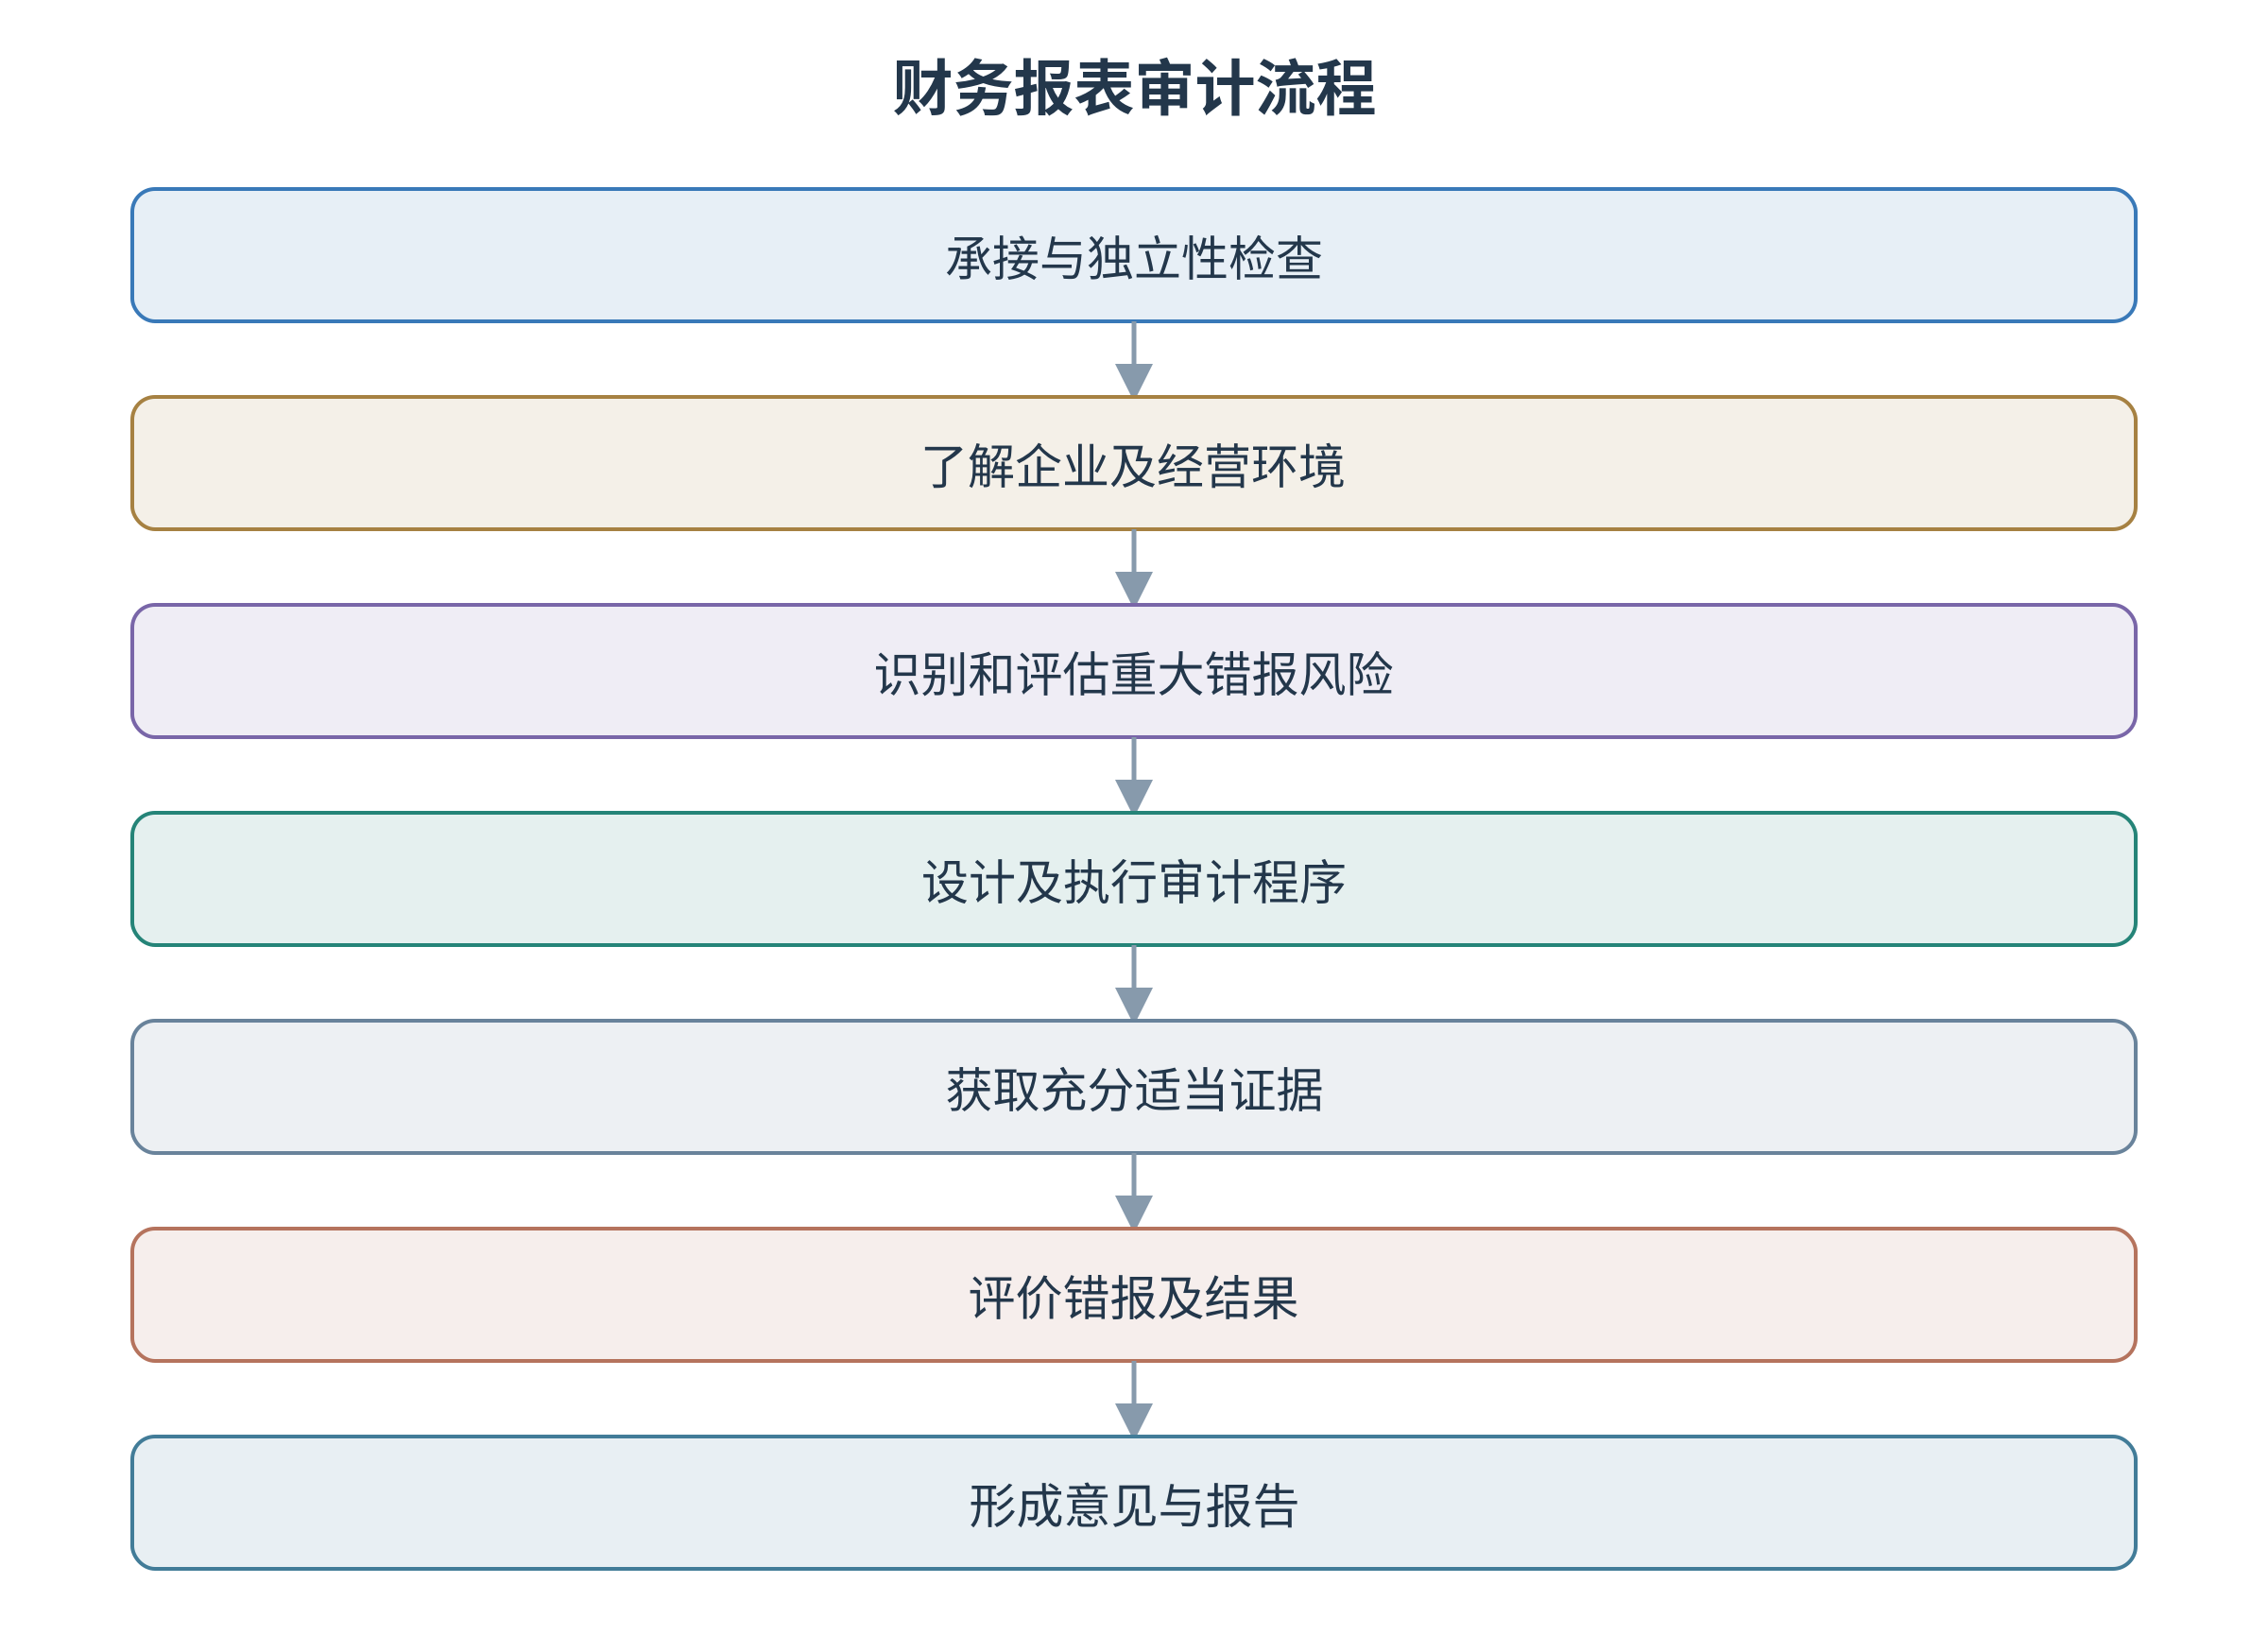 财务报表审计流程
承接与独立性检查
了解企业及经营环境
识别和评估重大错报风险
设计及执行审计程序
获取充分适当证据
评价错报及结果
形成意见与报告